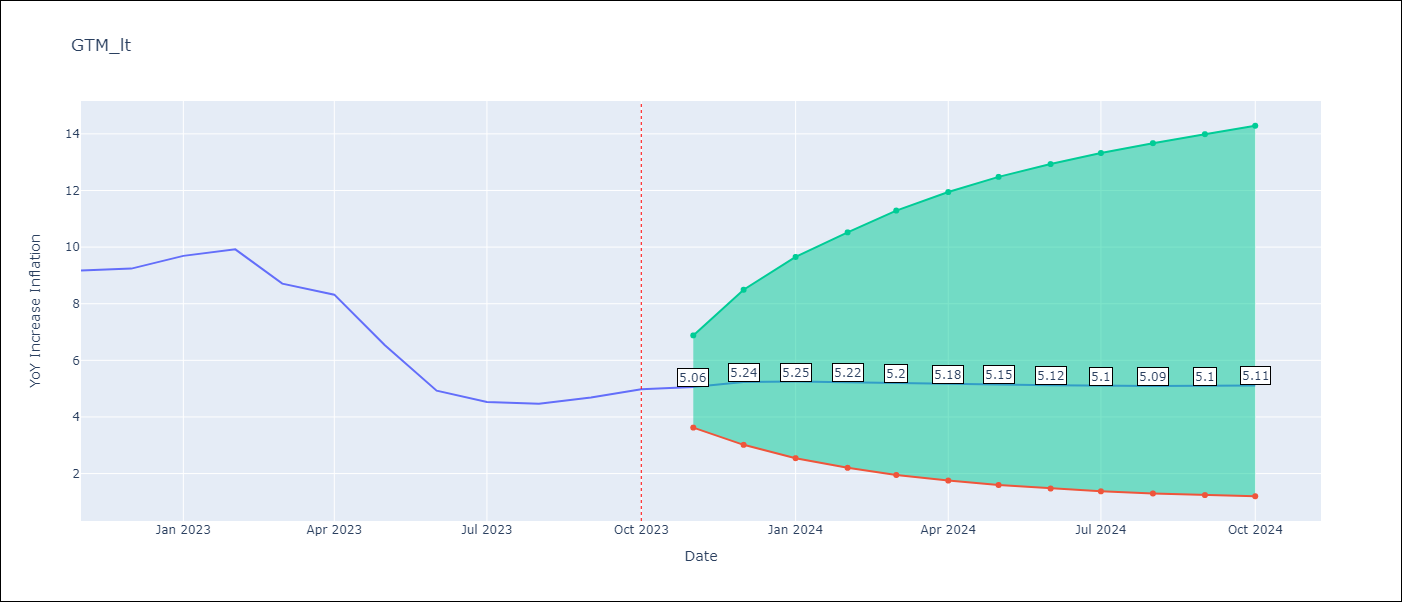 GTM_lt
YoY Increase Inflation
14
12
10
8
6
4
2
5.06
5.24
5.25
5.22
5.2
5.18
5.15
5.12
5.1
5.09
5.1
5.11
Jan 2023
Apr 2023
Jul 2023
Oct 2023
Jan 2024
Apr 2024
Jul 2024
Oct 2024
Date